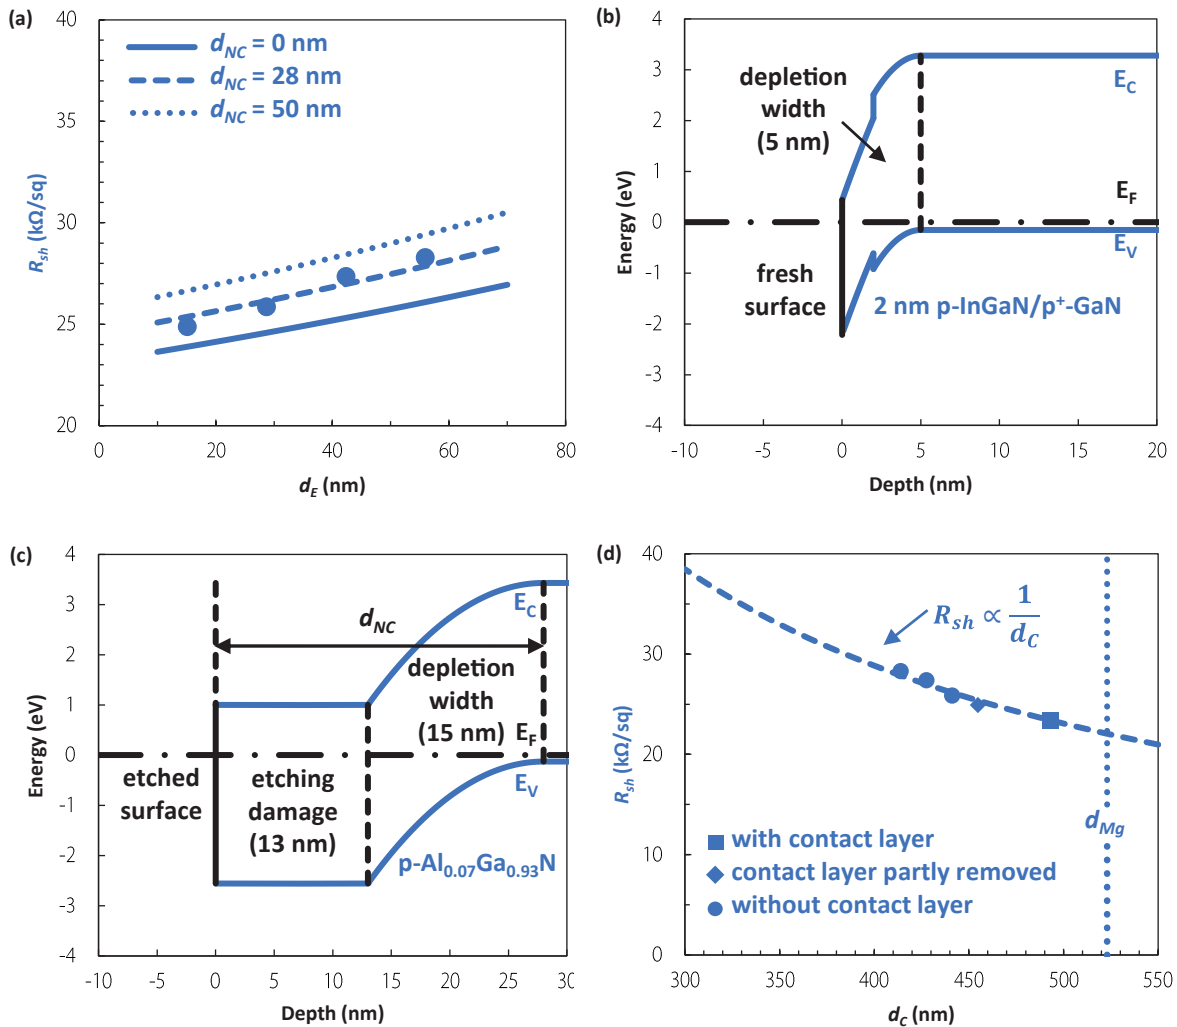 (a)
40
35
30
25
20
R_sh (kΩ/sq)
d_NC = 0 nm
d_NC = 28 nm
d_NC = 50 nm
0
20
40
60
80
d_E (nm)
(b)
4
3
2
1
0
-1
-2
-3
-4
Energy (eV)
depletion
width
(5 nm)
E_C
E_F
E_V
fresh
surface
2 nm p-InGaN/p⁺-GaN
-10
-5
0
5
10
15
20
Depth (nm)
(c)
4
3
2
1
0
-1
-2
-3
-4
Energy (eV)
E_C
d_NC
depletion
width
(15 nm)
E_F
etched
surface
etching
damage
(13 nm)
E_V
p-Al₀.₀₇Ga₀.₉₃N
-10
-5
0
5
10
15
20
25
30
Depth (nm)
(d)
40
30
20
10
0
R_sh (kΩ/sq)
R_sh ∝ 1/d_C
d_Mg
with contact layer
contact layer partly removed
without contact layer
300
350
400
450
500
550
d_C (nm)